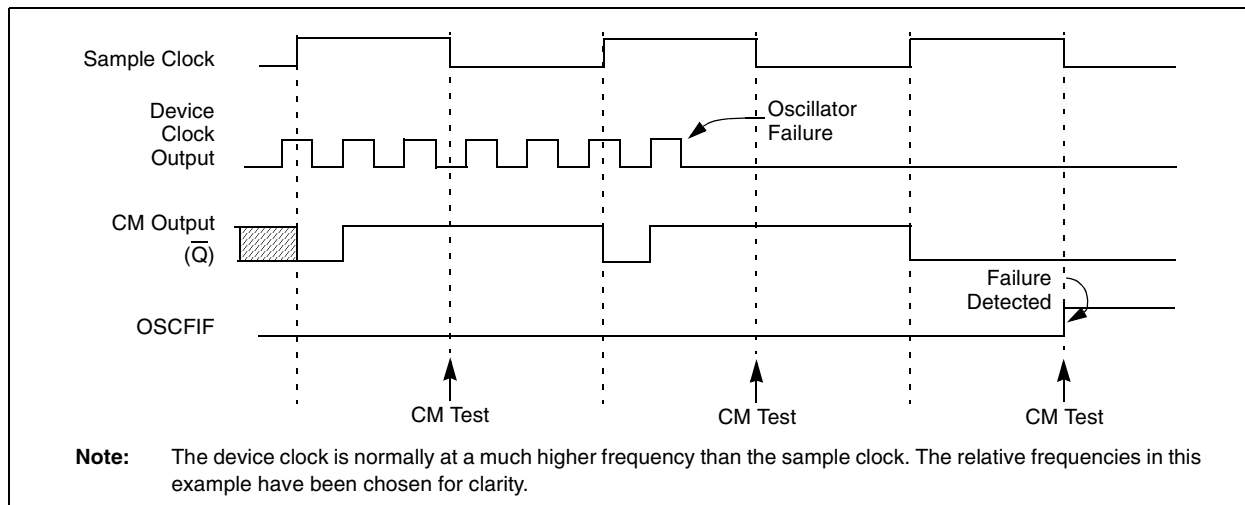 Sample Clock
Device
Clock
Output
Oscillator
Failure
CM Output
(Q̅)
Failure
Detected
OSCFIF
CM Test
CM Test
CM Test
Note: The device clock is normally at a much higher frequency than the sample clock. The relative frequencies in this
example have been chosen for clarity.